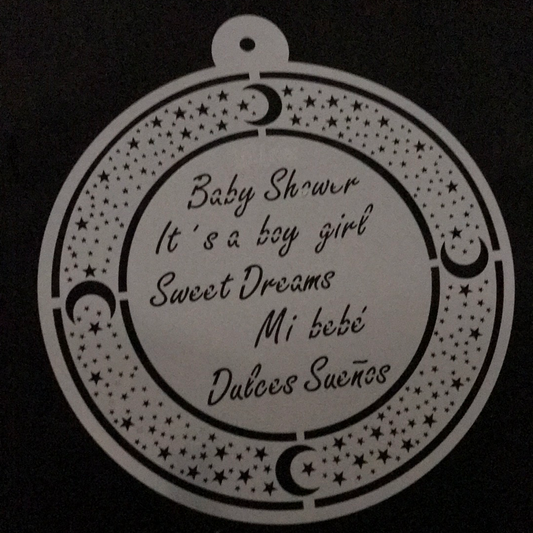 Baby Shower
It's a boy girl
Sweet Dreams
Mi bebé
Dulces Sueños